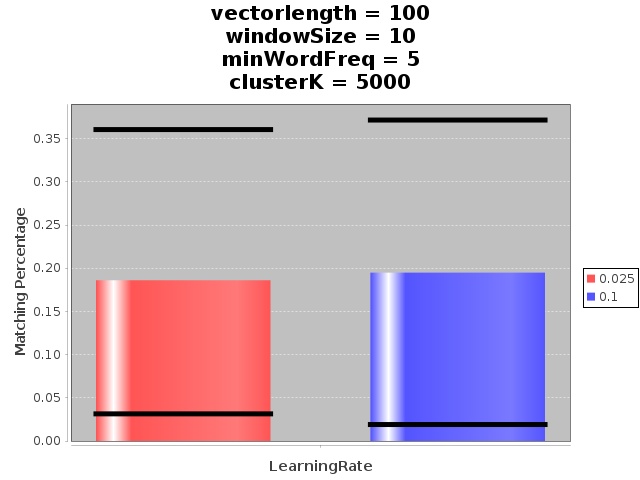 vectorlength = 100
windowSize = 10
minWordFreq = 5
clusterK = 5000
Matching Percentage
0.35
0.30
0.25
0.20
0.15
0.10
0.05
0.00
LearningRate
0.025
0.1